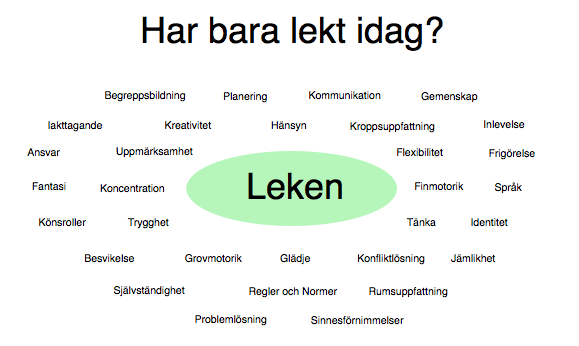 Har bara lekt idag?
Begreppsbildning Planering Kommunikation Gemenskap
Iakttagande Kreativitet Hänsyn Kroppsuppfattning Inlevelse
Ansvar Uppmärksamhet Flexibilitet Frigörelse
Fantasi Koncentration Leken Finmotorik Språk
Könsroller Trygghet Tänka Identitet
Besvikelse Grovmotorik Glädje Konfliktlösning Jämlikhet
Självständighet Regler och Normer Rumsuppfattning
Problemlösning Sinnesförnimmelser